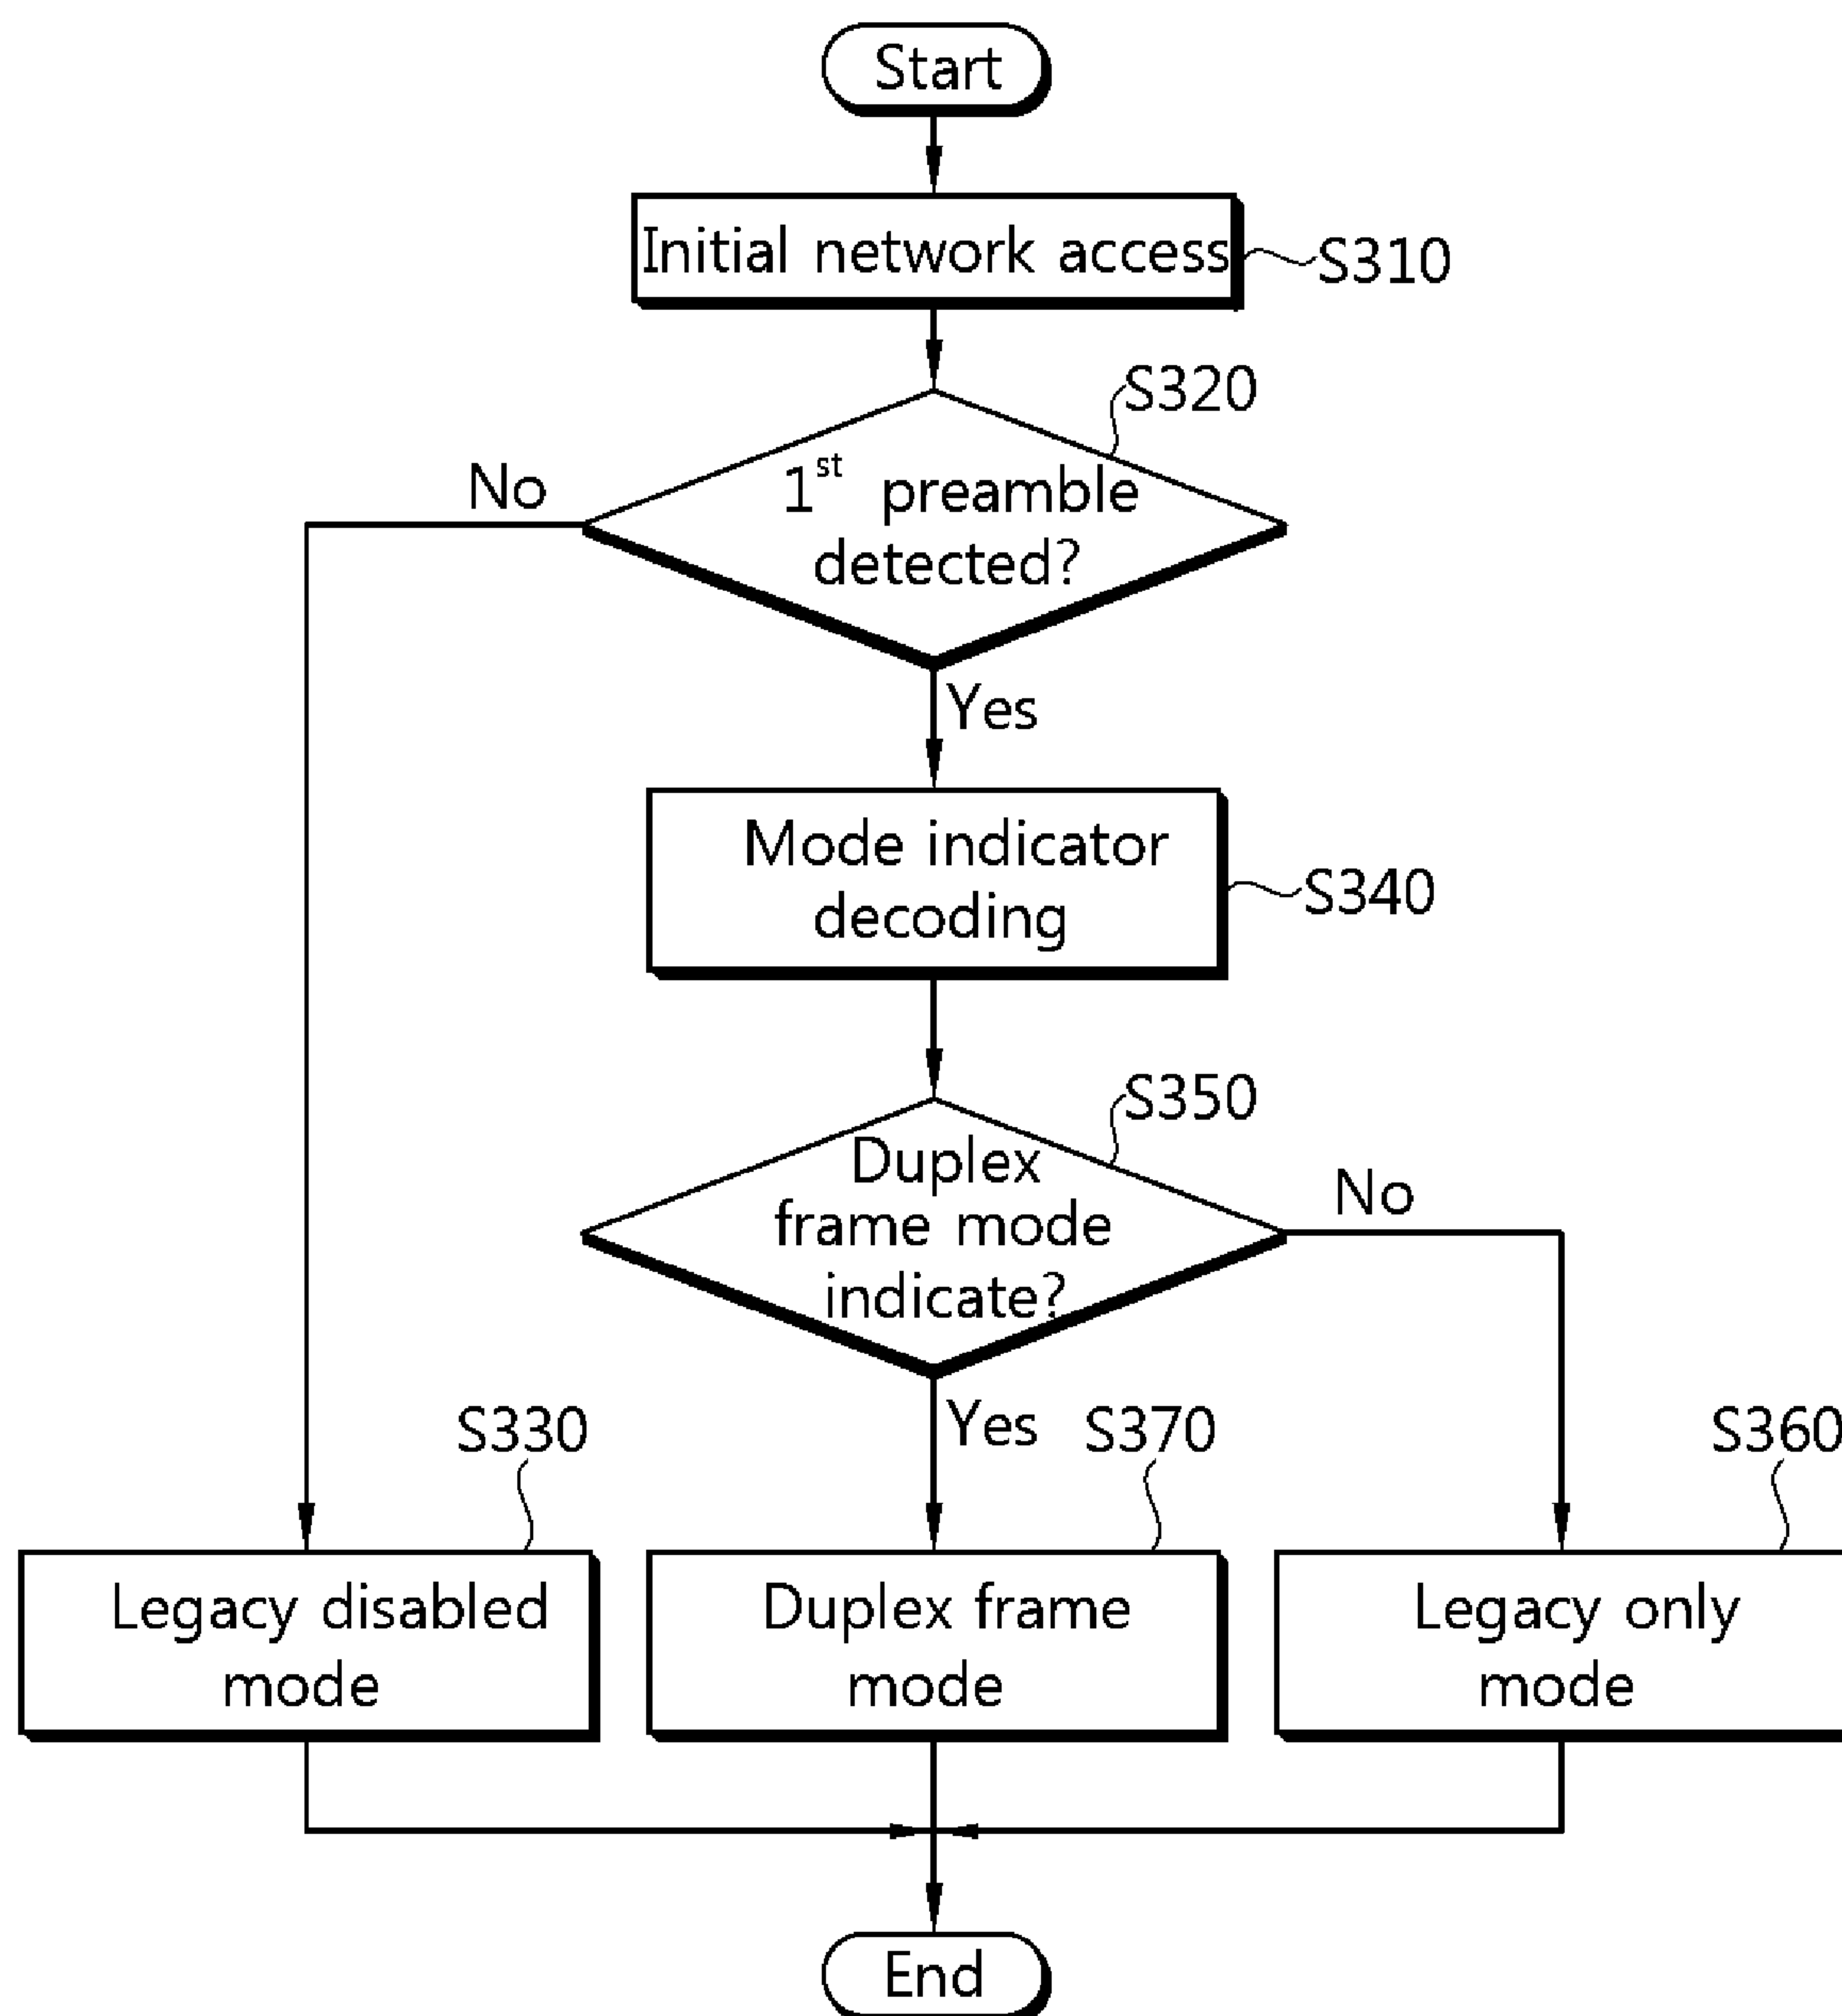 Start
Initial network access
S310
S320
No
1st preamble
detected?
Yes
Mode indicator
decoding
S340
S350
Duplex
frame mode
indicate?
No
Yes
S330
S370
S360
Legacy disabled
mode
Duplex frame
mode
Legacy only
mode
End